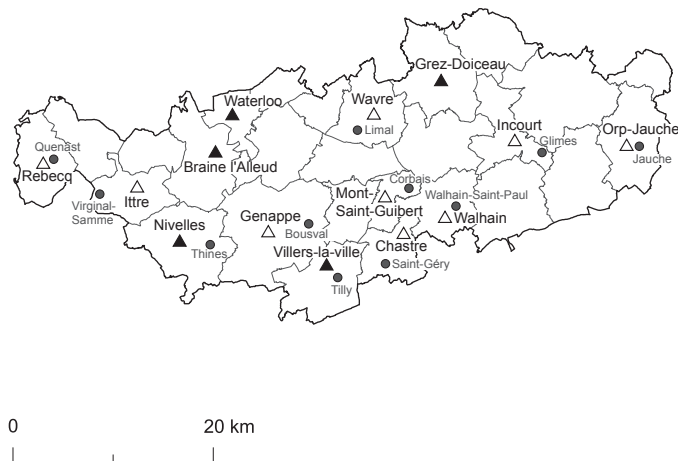 Grez-Doiceau
Waterloo
Wavre
Limal
Incourt
Orp-Jauche
Glimes
Quenast
Jauche
Rebecq
Braine l'Alleud
Corbais
Virginal-
Samme
Ittre
Mont-
Saint-Guibert
Walhain-Saint-Paul
Walhain
Nivelles
Genappe
Bousval
Thines
Villers-la-ville
Chastre
Saint-Géry
Tilly
0
20 km